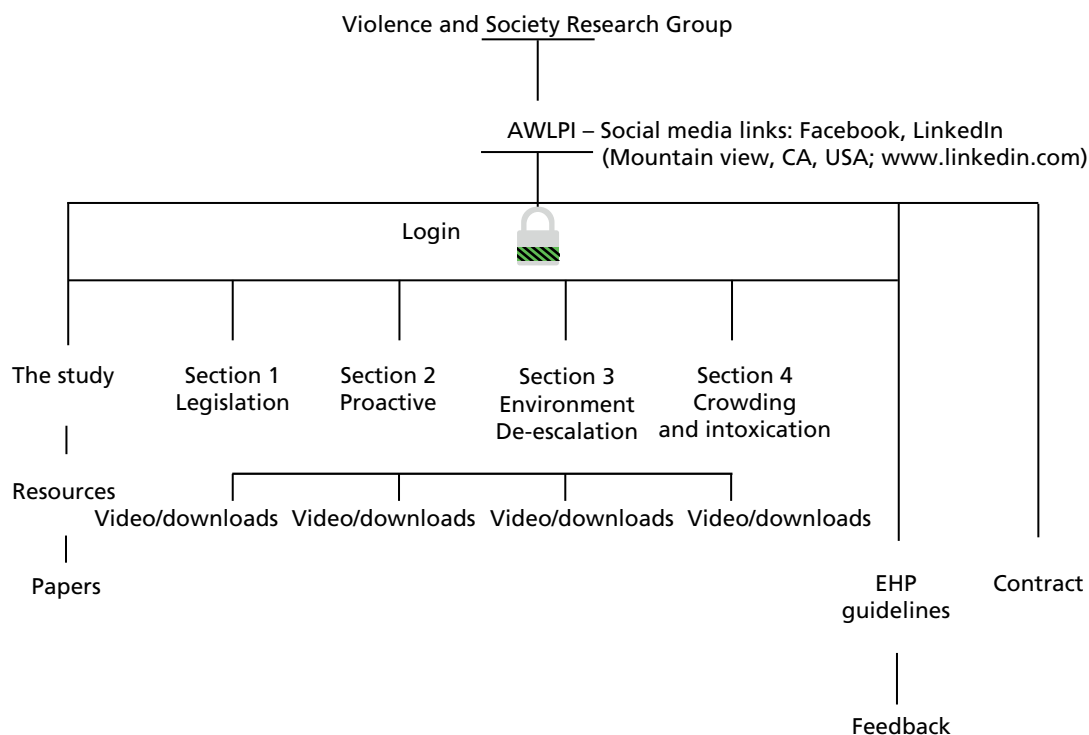 Violence and Society Research Group
AWLPI – Social media links: Facebook, LinkedIn
(Mountain view, CA, USA; www.linkedin.com)
Login
The study
Section 1
Legislation
Section 2
Proactive
Section 3
Environment
De-escalation
Section 4
Crowding
and intoxication
Resources
Video/downloads
Video/downloads
Video/downloads
Video/downloads
Papers
EHP
guidelines
Contract
Feedback